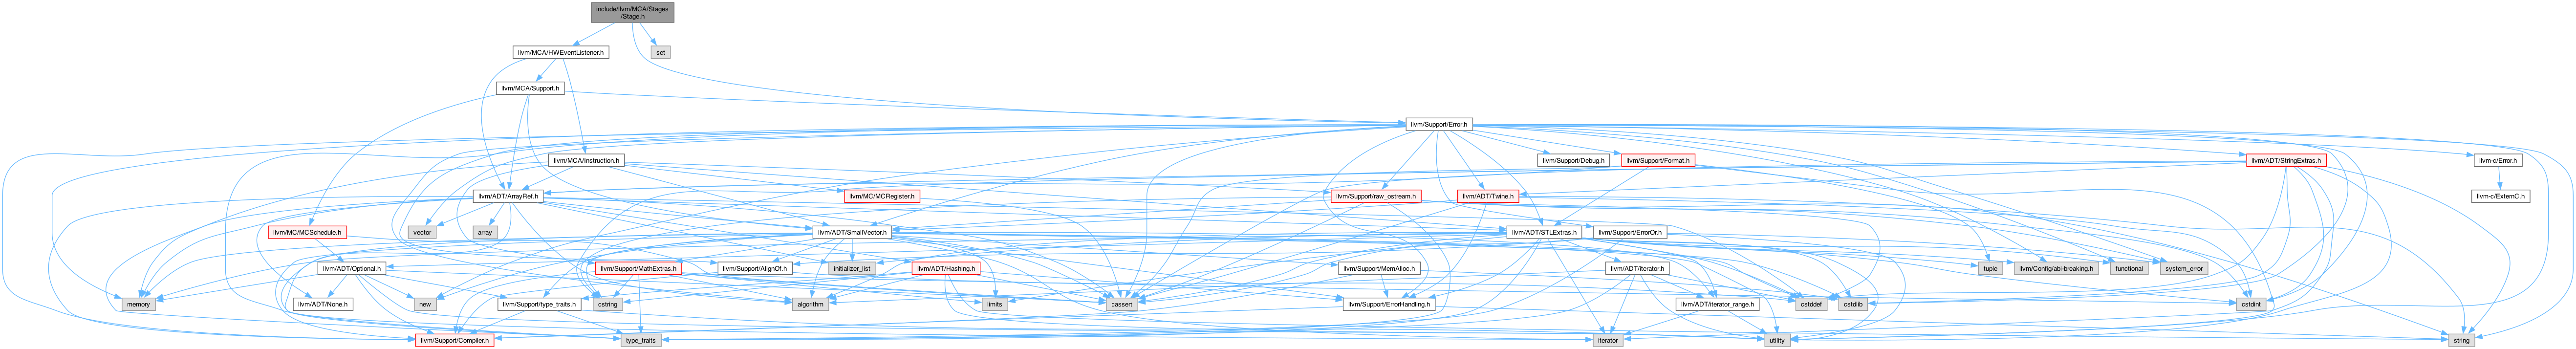 include/llvm/MCA/Stages
/Stage.h
llvm/MCA/HWEventListener.h
set
llvm/MCA/Support.h
llvm/Support/Error.h
llvm/MCA/Instruction.h
llvm/Support/Debug.h
llvm/Support/Format.h
llvm/ADT/StringExtras.h
llvm-c/Error.h
llvm/ADT/ArrayRef.h
llvm/MC/MCRegister.h
llvm/Support/raw_ostream.h
llvm/ADT/Twine.h
llvm-c/ExternC.h
llvm/MC/MCSchedule.h
vector
array
llvm/ADT/SmallVector.h
llvm/ADT/STLExtras.h
llvm/Support/ErrorOr.h
llvm/ADT/Optional.h
llvm/Support/MathExtras.h
llvm/Support/AlignOf.h
initializer_list
llvm/ADT/Hashing.h
llvm/Support/MemAlloc.h
llvm/ADT/iterator.h
tuple
llvm/Config/abi-breaking.h
functional
system_error
memory
llvm/ADT/None.h
new
llvm/Support/type_traits.h
cstring
algorithm
limits
cassert
llvm/Support/ErrorHandling.h
llvm/ADT/iterator_range.h
cstddef
cstdlib
cstdint
llvm/Support/Compiler.h
type_traits
iterator
utility
string